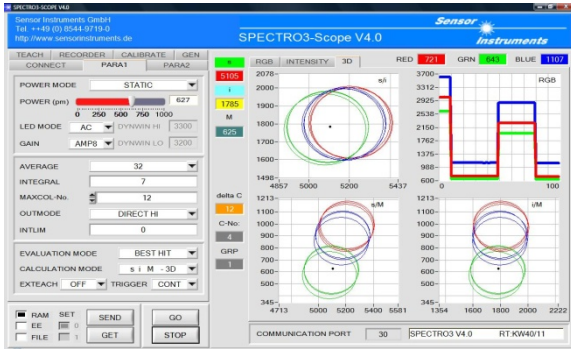 SPECTRO3-SCOPE V4.0
Sensor Instruments GmbH
Tel. ++49 (0) 8544-9719-0
http://www.sensorinstruments.de
SPECTRO3-Scope V4.0
Sensor
Instruments
TEACH RECORDER CALIBRATE GEN
CONNECT PARA1 PARA2
POWER MODE STATIC
POWER (pm) 627
0 250 500 750 1000
LED MODE AC DYNWIN HI 3300
GAIN AMP8 DYNWIN LO 3200
AVERAGE 32
INTEGRAL 7
MAXCOL-No. 12
OUTMODE DIRECT HI
INTLIM 0
EVALUATION MODE BEST HIT
CALCULATION MODE s i M - 3D
EXTEACH OFF TRIGGER CONT
RAM SET
EE 0
FILE 1
SEND GO
GET STOP
s
5105
i
1785
M
625
delta C
12
C-No:
4
GRP
1
RGB INTENSITY 3D
RED 721 GRN 643 BLUE 1107
s/i
2078-
2000-
1900-
1800-
1700-
1600-
1498-
4857 5000 5200 5437
RGB
3700-
3312-
2925-
2538-
2150-
1762-
1375-
988-
600-
0 100
s/M
1213-
1100-
1000-
900-
800-
700-
600-
500-
345-
4713 5000 5200 5400 5581
i/M
1213-
1100-
1000-
900-
800-
700-
600-
500-
345-
1354 1600 1800 2000 2222
COMMUNICATION PORT 30 SPECTRO3 V4.0 RT:KW40/11